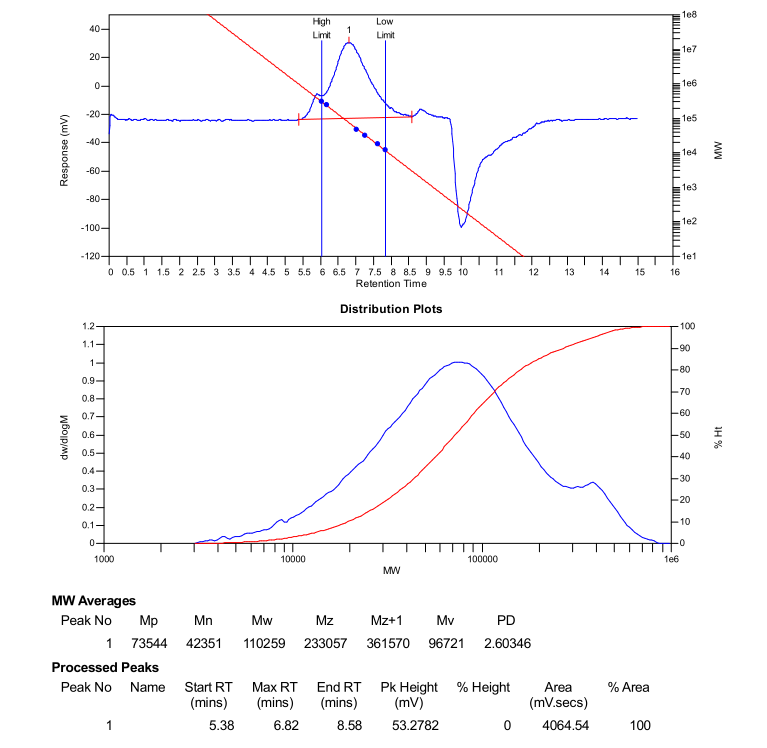 High Low
Limit 1 Limit
40
20
0
-20
-40
-60
-80
-100
-120
Response (mV)
1e8
1e7
1e6
1e5
1e4
1e3
1e2
1e1
MW
0 0.5 1 1.5 2 2.5 3 3.5 4 4.5 5 5.5 6 6.5 7 7.5 8 8.5 9 9.5 10 11 12 13 14 15 16
Retention Time
Distribution Plots
1.2
1.1
1
0.9
0.8
0.7
0.6
0.5
0.4
0.3
0.2
0.1
0
dw/dlogM
100
90
80
70
60
50
40
30
20
10
0
% Ht
1000 10000 100000 1e6
MW
MW Averages
Peak No Mp Mn Mw Mz Mz+1 Mv PD
1 73544 42351 110259 233057 361570 96721 2.60346
Processed Peaks
Peak No Name Start RT Max RT End RT Pk Height % Height Area % Area
(mins) (mins) (mins) (mV) (mV.secs)
1 5.38 6.82 8.58 53.2782 0 4064.54 100